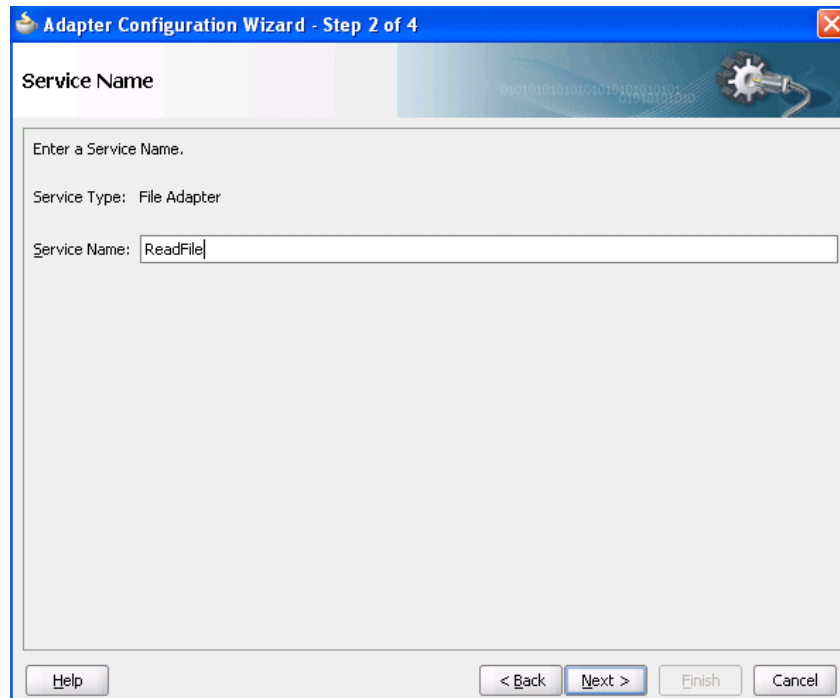 Adapter Configuration Wizard - Step 2 of 4
Service Name
Enter a Service Name.
Service Type: File Adapter
Service Name: ReadFile
Help < Back Next > Finish Cancel